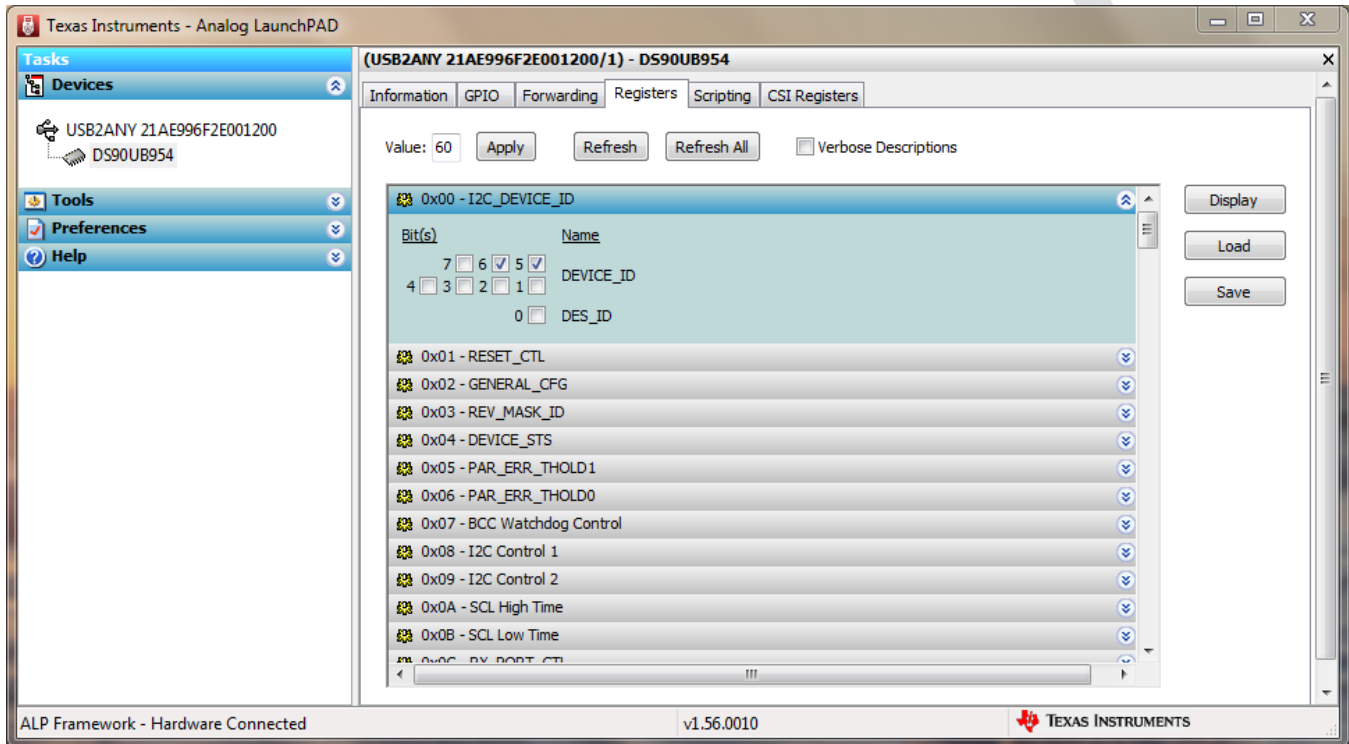 Texas Instruments - Analog LaunchPAD
Tasks
Devices
USB2ANY 21AE996F2E001200
DS90UB954
Tools
Preferences
Help
(USB2ANY 21AE996F2E001200/1) - DS90UB954
Information GPIO Forwarding Registers Scripting CSI Registers
Value: 60 Apply Refresh Refresh All Verbose Descriptions
0x00 - I2C_DEVICE_ID
Bit(s) Name
7 6 5
4 3 2 1 DEVICE_ID
0 DES_ID
0x01 - RESET_CTL
0x02 - GENERAL_CFG
0x03 - REV_MASK_ID
0x04 - DEVICE_STS
0x05 - PAR_ERR_THOLD1
0x06 - PAR_ERR_THOLD0
0x07 - BCC Watchdog Control
0x08 - I2C Control 1
0x09 - I2C Control 2
0x0A - SCL High Time
0x0B - SCL Low Time
0x0C - RX_PORT_CTL
Display
Load
Save
ALP Framework - Hardware Connected v1.56.0010 TEXAS INSTRUMENTS